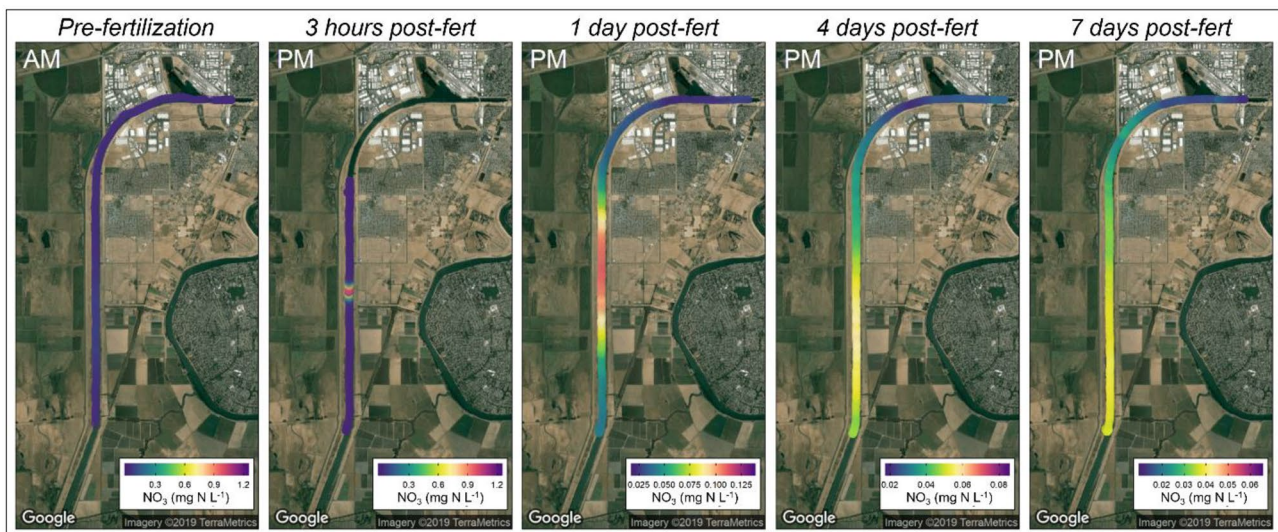 Pre-fertilization
3 hours post-fert
1 day post-fert
4 days post-fert
7 days post-fert
AM
PM
PM
PM
PM
0.3 0.6 0.9 1.2
NO₃ (mg N L⁻¹)
0.3 0.6 0.9 1.2
NO₃ (mg N L⁻¹)
0.025 0.050 0.075 0.100 0.125
NO₃ (mg N L⁻¹)
0.02 0.04 0.06 0.08
NO₃ (mg N L⁻¹)
0.02 0.03 0.04 0.05 0.06
NO₃ (mg N L⁻¹)
Google
Imagery ©2019 TerraMetrics
Google
Imagery ©2019 TerraMetrics
Google
Imagery ©2019 TerraMetrics
Google
Imagery ©2019 TerraMetrics
Google
Imagery ©2019 TerraMetrics